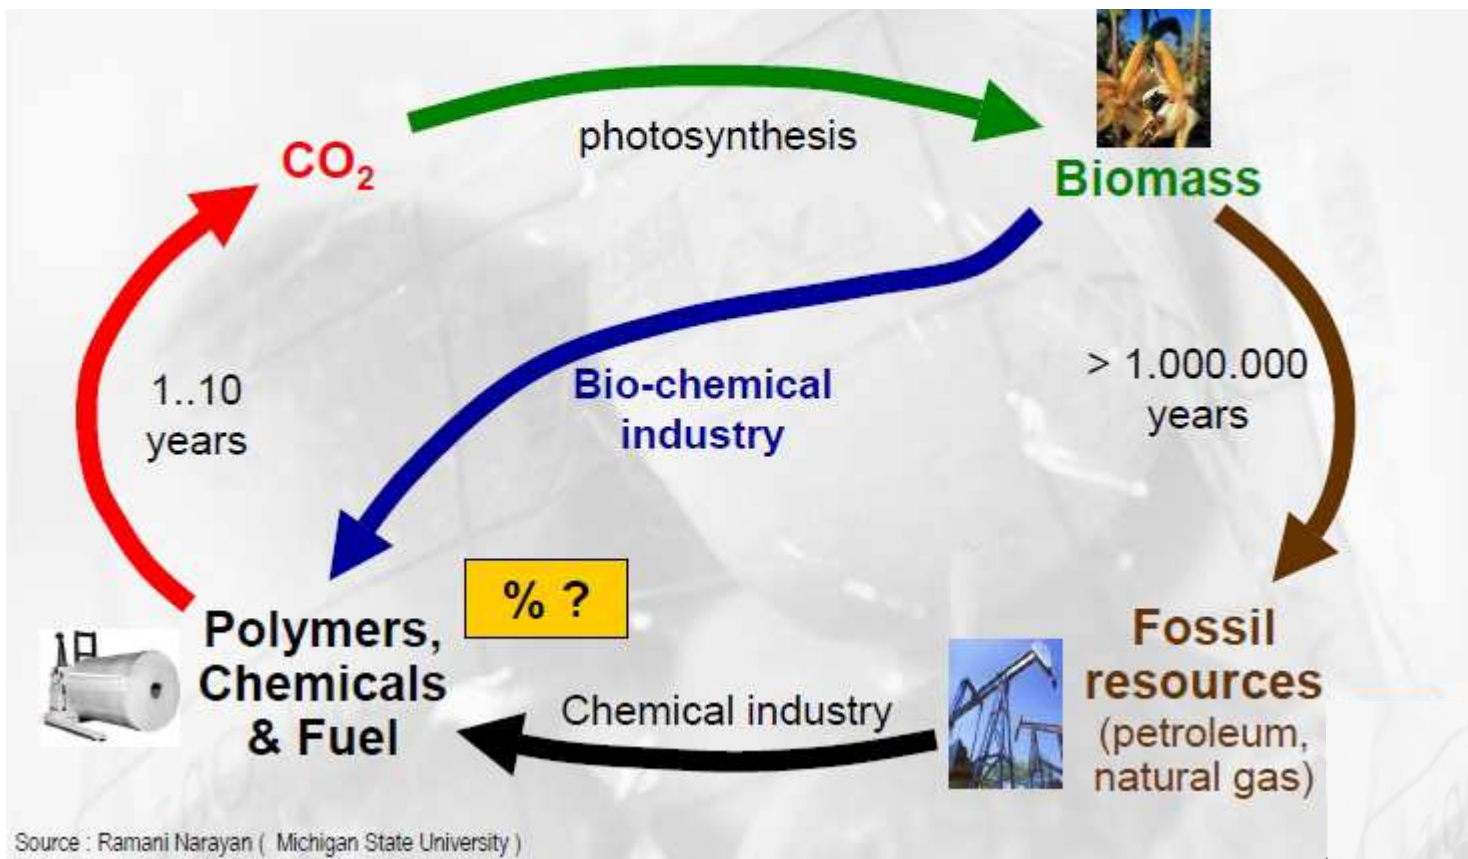 photosynthesis
CO2
Biomass
1..10
years
Bio-chemical
industry
> 1.000.000
years
% ?
Polymers,
Chemicals
& Fuel
Chemical industry
Fossil
resources
(petroleum,
natural gas)
Source : Ramani Narayan ( Michigan State University )